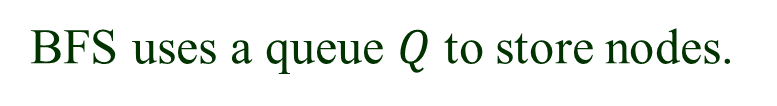 BFS uses a queue Q to store nodes.